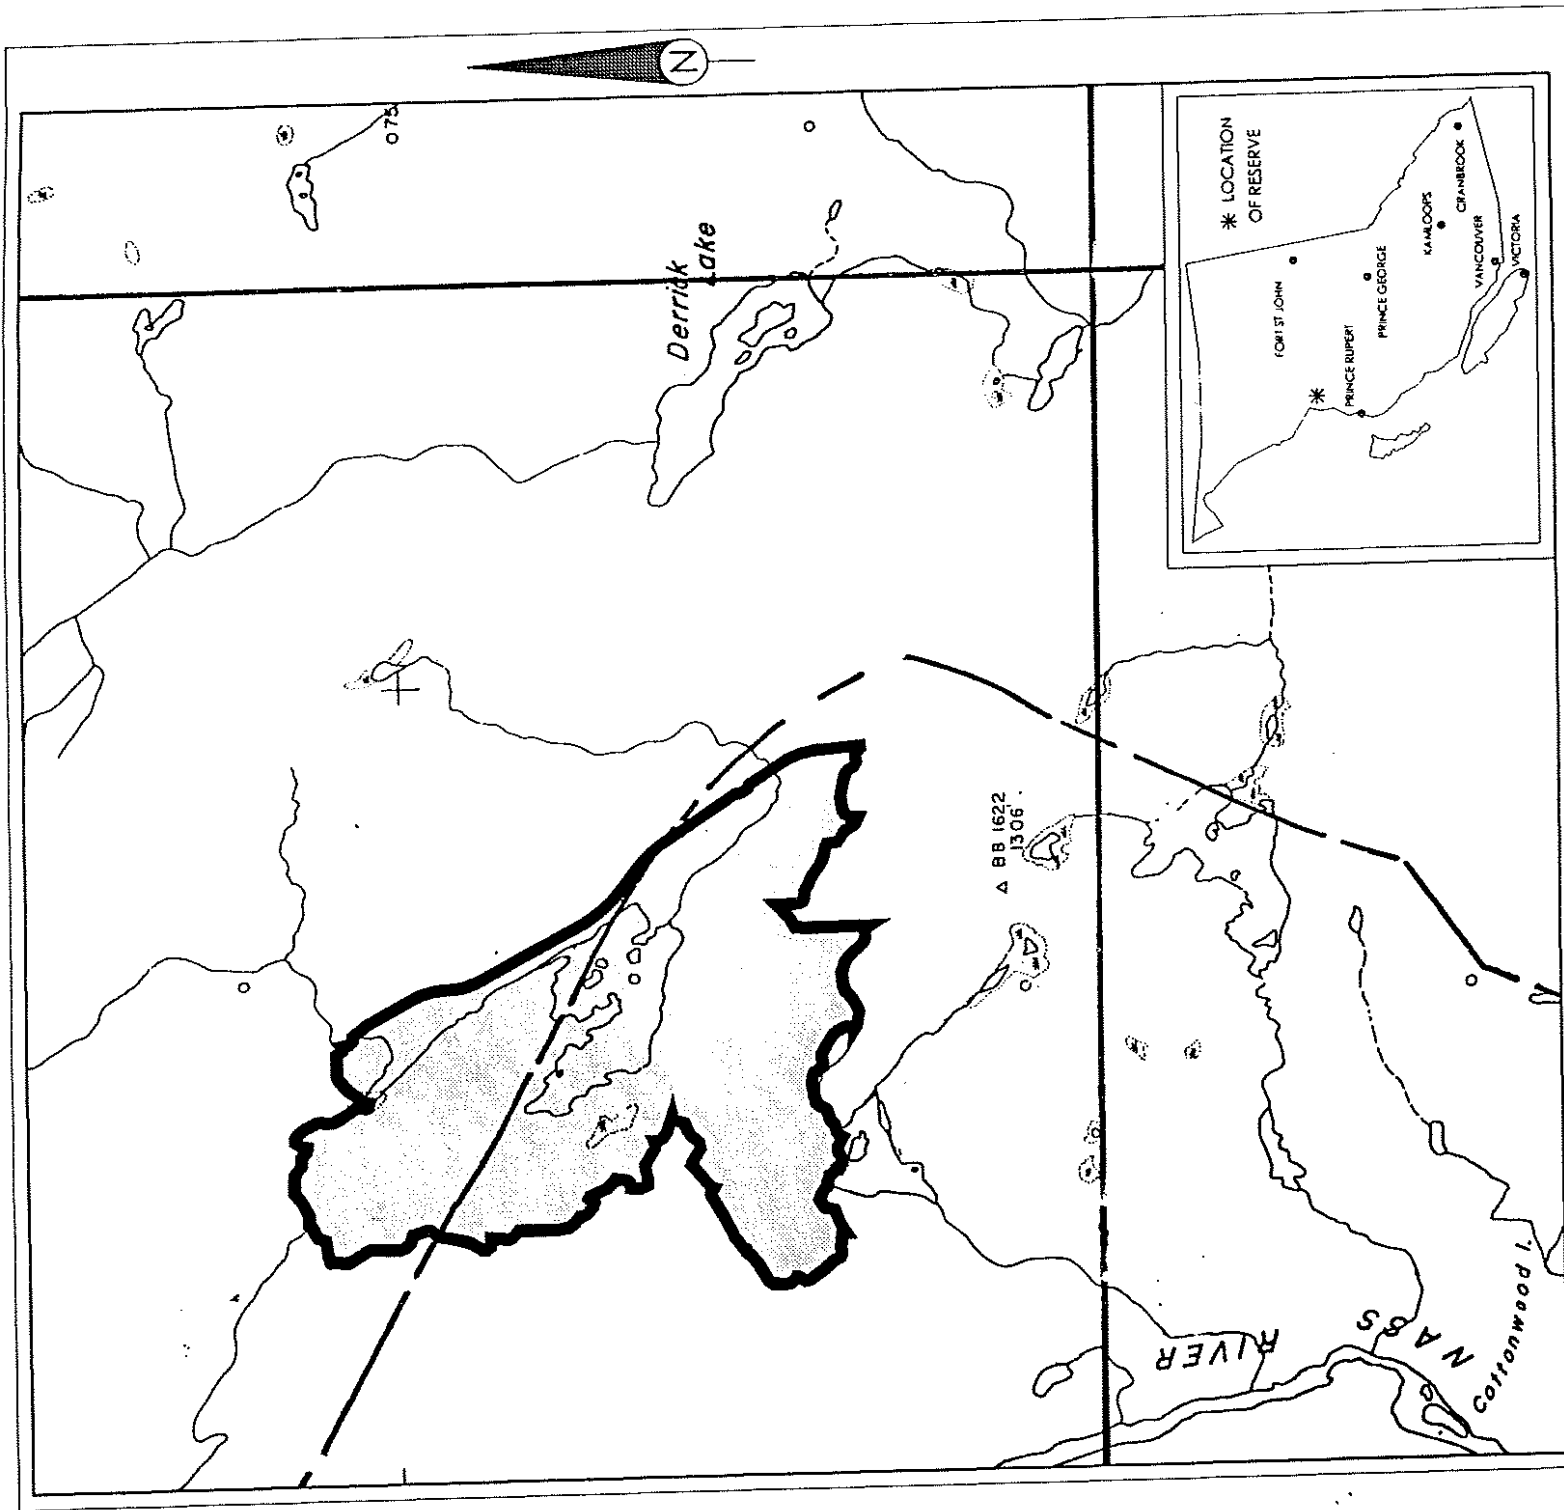 N
075
Derrick
Lake
BB 1622
1306'
RIVER
NASS
Cottonwood I.
LOCATION
OF RESERVE
FORT ST JOHN
PRINCE RUPERT
PRINCE GEORGE
KAMLOOPS
CRANBROOK
VANCOUVER
VICTORIA